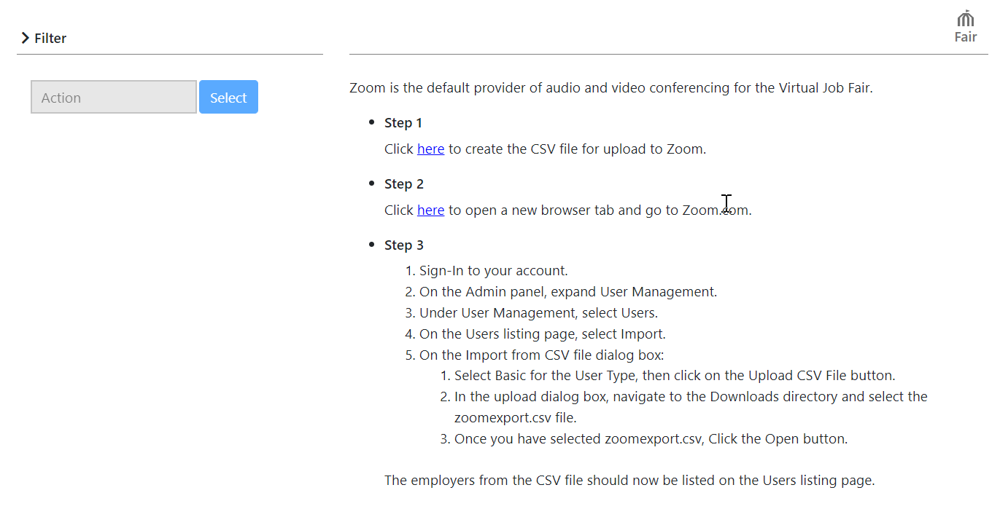 Filter
Fair
Action
Select
Zoom is the default provider of audio and video conferencing for the Virtual Job Fair.
• Step 1
Click here to create the CSV file for upload to Zoom.
• Step 2
Click here to open a new browser tab and go to Zoom.com.
• Step 3
1. Sign-In to your account.
2. On the Admin panel, expand User Management.
3. Under User Management, select Users.
4. On the Users listing page, select Import.
5. On the Import from CSV file dialog box:
1. Select Basic for the User Type, then click on the Upload CSV File button.
2. In the upload dialog box, navigate to the Downloads directory and select the
zoomexport.csv file.
3. Once you have selected zoomexport.csv, Click the Open button.
The employers from the CSV file should now be listed on the Users listing page.